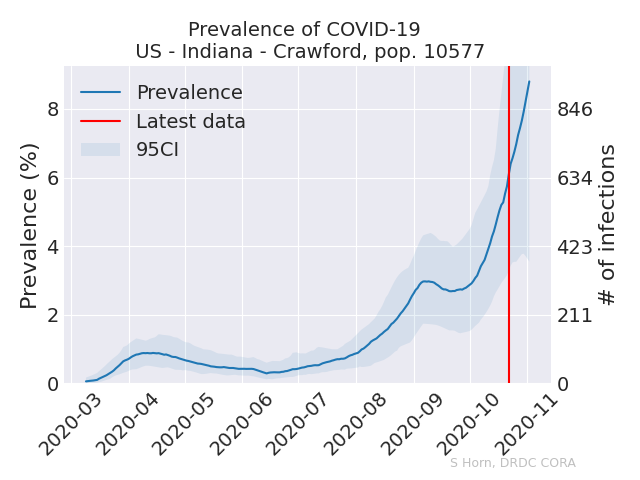 Prevalence of COVID-19
US - Indiana - Crawford, pop. 10577
Prevalence
Latest data
95CI
Prevalence (%)
8
6
4
2
0
846
634
423
211
0
# of infections
2020-03
2020-04
2020-05
2020-06
2020-07
2020-08
2020-09
2020-10
2020-11
S Horn, DRDC CORA